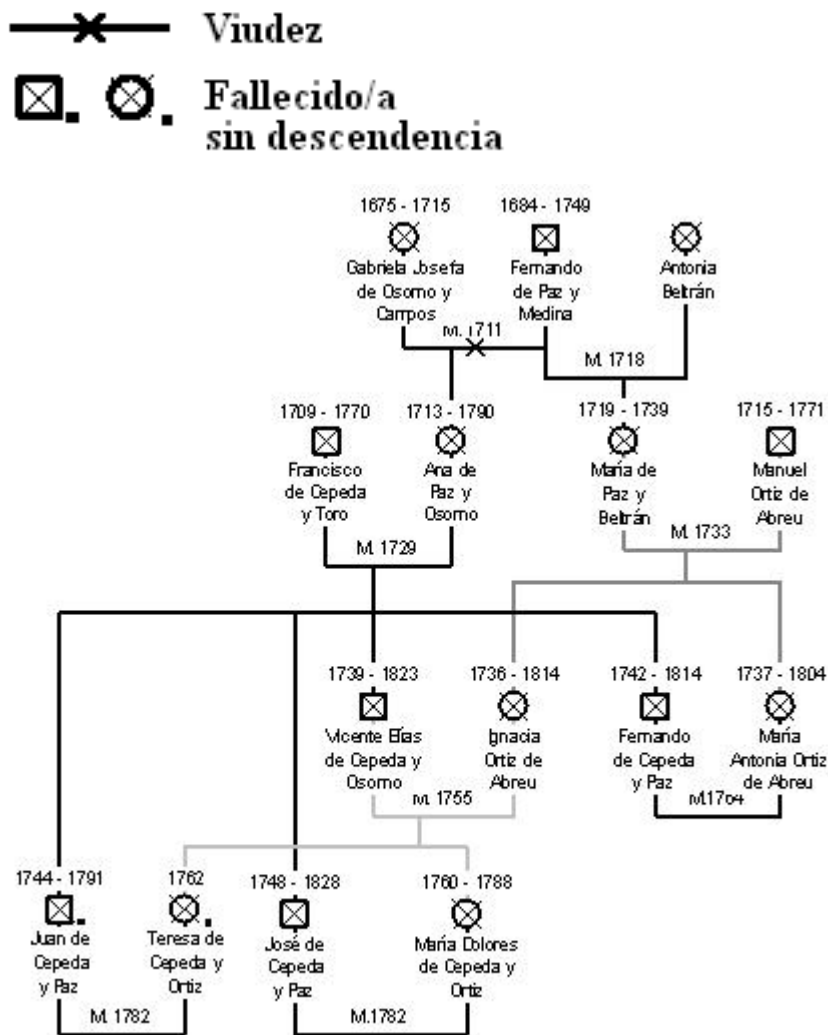 Viudez
Fallecido/a
sin descendencia
1675 - 1715
Gabriela Josefa
de Osorno y
Campos
1684 - 1749
Fernando
de Paz y
Medina
Antonia
Beltrán
M. 1711
M. 1718
1709 - 1770
Francisco
de Cepeda
y Toro
1713 - 1790
Ana de
Paz y
Osorno
1719 - 1739
María de
Paz y
Beltrán
1715 - 1771
Manuel
Ortiz de
Abreu
M. 1729
M. 1733
1739 - 1823
Vicente Elías
de Cepeda y
Osorno
1736 - 1814
Ignacia
Ortiz de
Abreu
1742 - 1814
Fernando
de Cepeda
y Paz
1737 - 1804
María
Antonia Ortiz
de Abreu
M. 1755
M.1764
1744 - 1791
Juan de
Cepeda
y Paz
1762
Teresa de
Cepeda y
Ortiz
1748 - 1828
José de
Cepeda
y Paz
1760 - 1788
María Dolores
de Cepeda y
Ortiz
M. 1782
M.1782